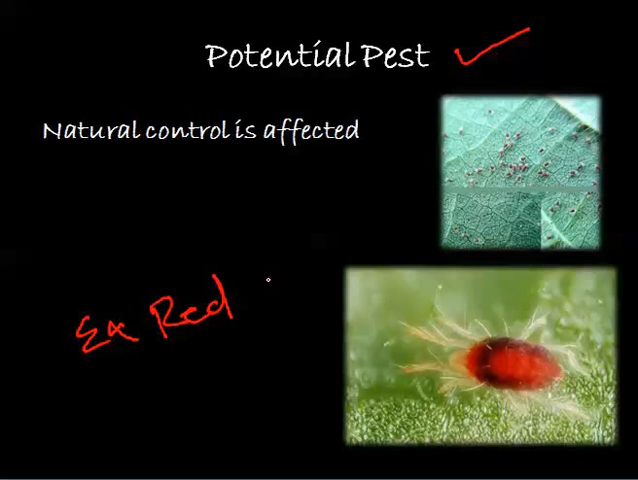 Potential Pest
Natural control is affected
Ex Red